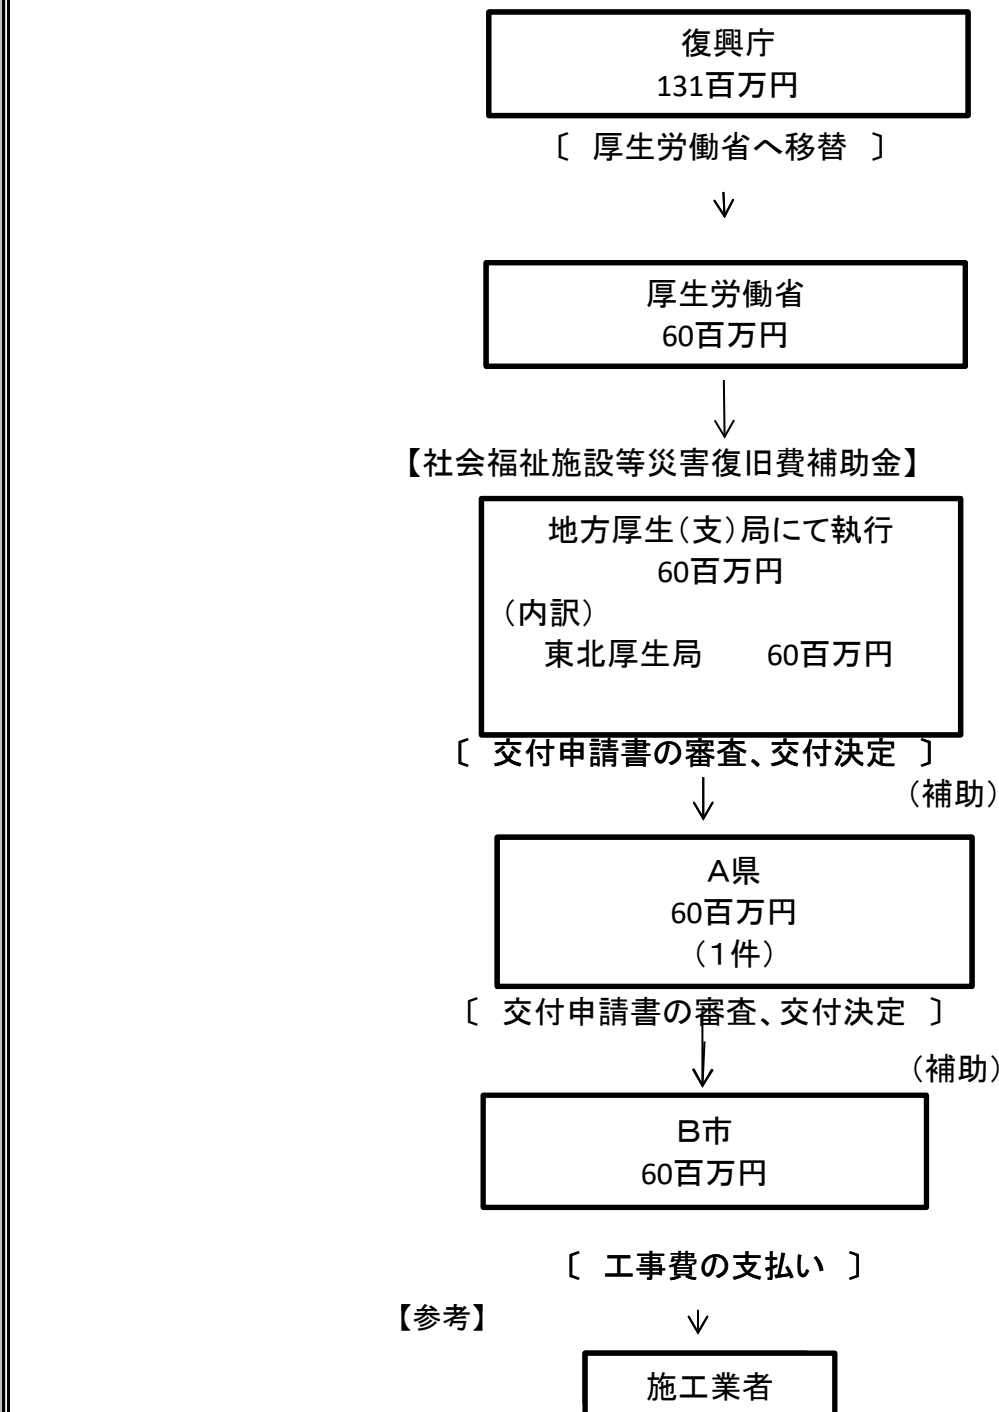 復興庁
131百万円
〔 厚生労働省へ移替 〕
厚生労働省
60百万円
【社会福祉施設等災害復旧費補助金】
地方厚生（支）局にて執行
60百万円
（内訳）
東北厚生局　　60百万円
〔 交付申請書の審査、交付決定 〕
（補助）
Ａ県
60百万円
（１件）
〔 交付申請書の審査、交付決定 〕
（補助）
Ｂ市
60百万円
〔 工事費の支払い 〕
【参考】
施工業者